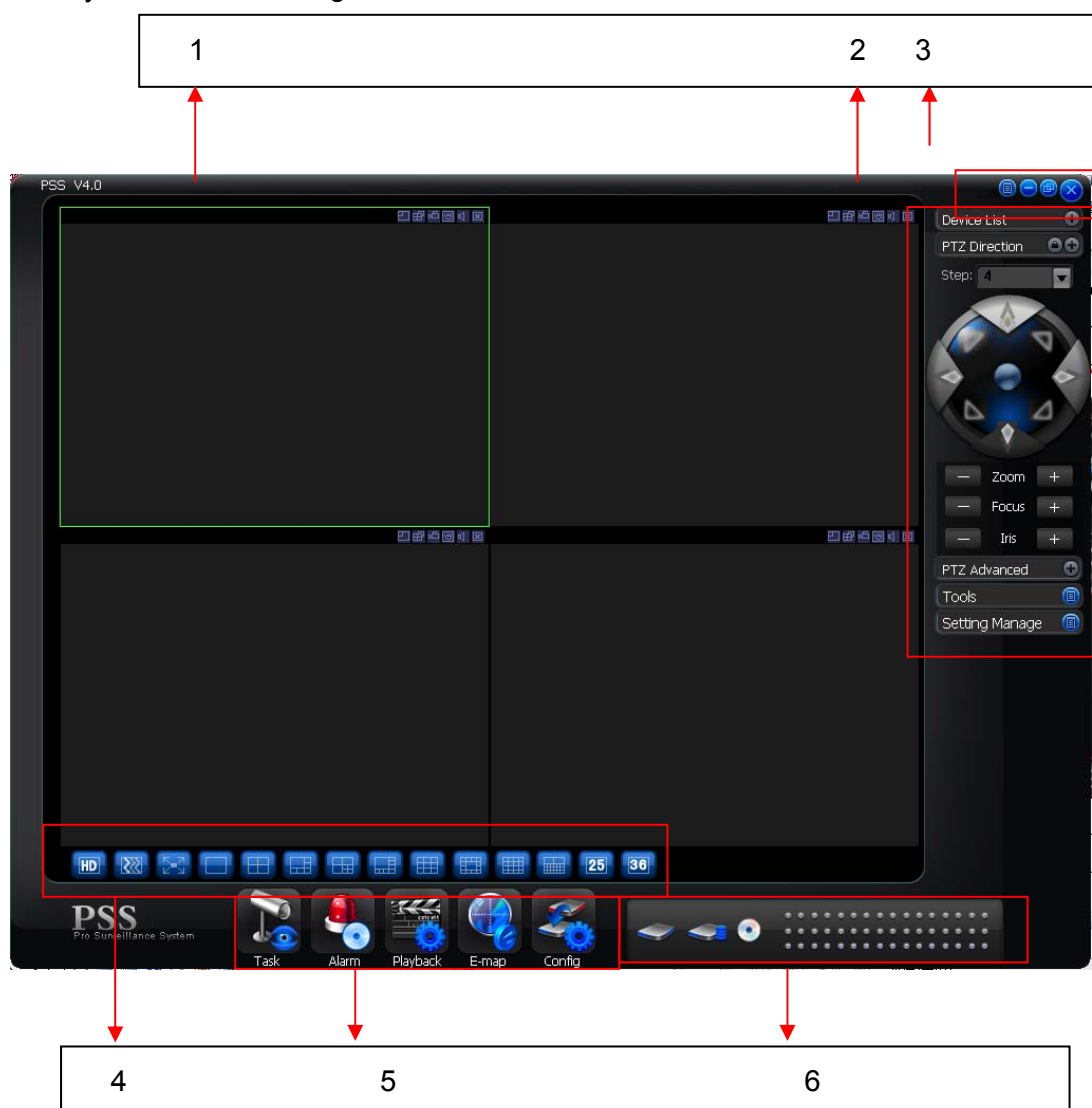 1 2 3
PSS V4.0
Device List
PTZ Direction
Step: 4
Zoom
Focus
Iris
PTZ Advanced
Tools
Setting Manage
HD 25 36
PSS
Pro Surveillance System
Task Alarm Playback E-map Config
4 5 6